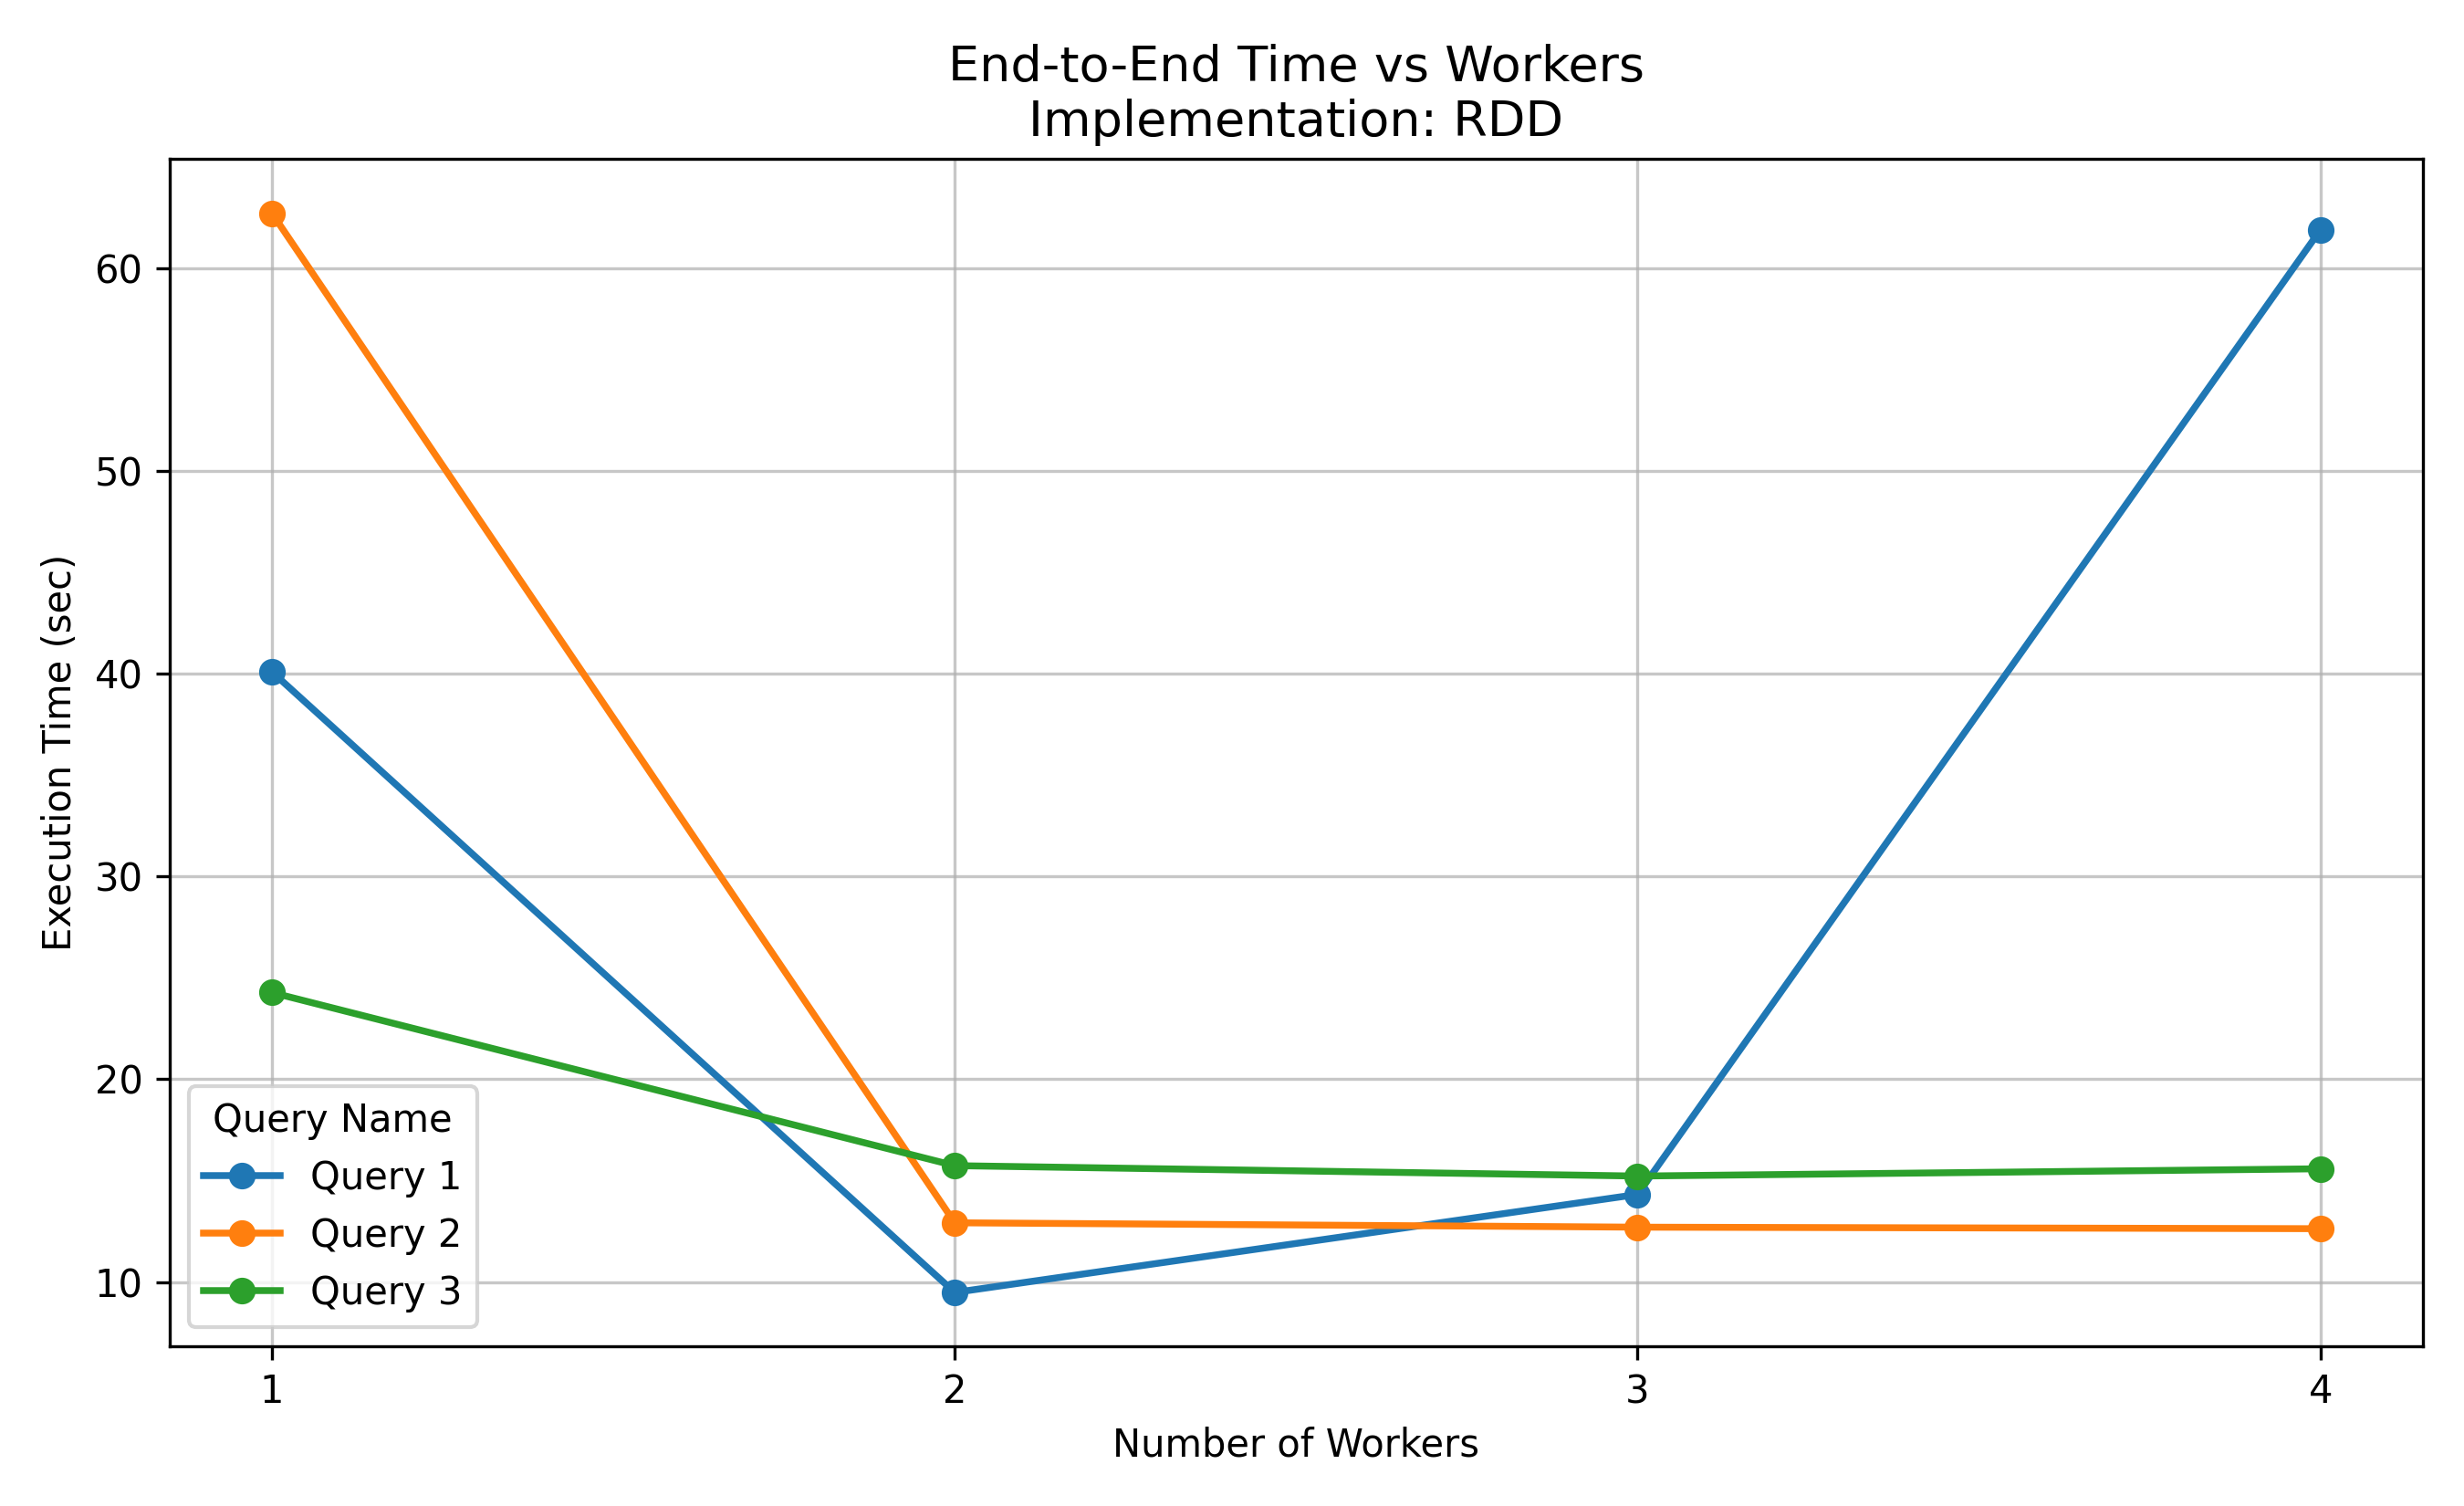 End-to-End Time vs Workers
Implementation: RDD
Execution Time (sec)
60
50
40
30
20
10
Query Name
Query 1
Query 2
Query 3
1
2
3
4
Number of Workers